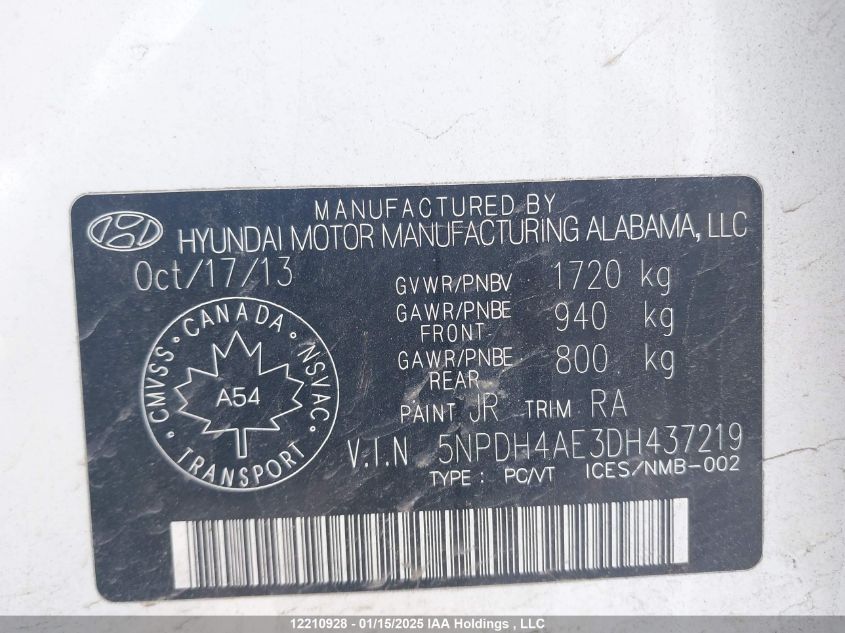 MANUFACTURED BY
HYUNDAI MOTOR MANUFACTURING ALABAMA, LLC
Oct/17/13
GVWR/PNBV 1720 kg
GAWR/PNBE FRONT 940 kg
GAWR/PNBE REAR 800 kg
PAINT JR TRIM RA
V.I.N 5NPDH4AE3DH437219
TYPE : PC/VT ICES/NMB-002
CANADA
CMVSS · NSVAC
A54
TRANSPORT
12210928 - 01/15/2025 IAA Holdings , LLC